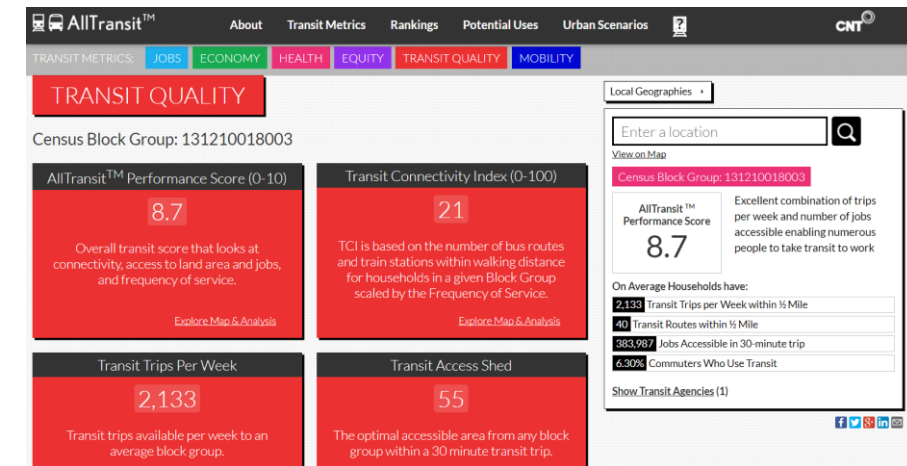 AllTransit™
About
Transit Metrics
Rankings
Potential Uses
Urban Scenarios
?
CNT
TRANSIT METRICS:
JOBS
ECONOMY
HEALTH
EQUITY
TRANSIT QUALITY
MOBILITY
TRANSIT QUALITY
Census Block Group: 131210018003
AllTransit™ Performance Score (0-10)
8.7
Overall transit score that looks at
connectivity, access to land area and jobs,
and frequency of service.
Explore Map & Analysis
Transit Connectivity Index (0-100)
21
TCI is based on the number of bus routes
and train stations within walking distance
for households in a given Block Group
scaled by the Frequency of Service.
Explore Map & Analysis
Transit Trips Per Week
2,133
Transit trips available per week to an
average block group.
Transit Access Shed
55
The optimal accessible area from any block
group within a 30 minute transit trip.
Local Geographies
Enter a location
View on Map
Census Block Group: 131210018003
AllTransit ™
Performance Score
8.7
Excellent combination of trips
per week and number of jobs
accessible enabling numerous
people to take transit to work
On Average Households have:
2,133 Transit Trips per Week within ½ Mile
40 Transit Routes within ½ Mile
383,987 Jobs Accessible in 30-minute trip
6.30% Commuters Who Use Transit
Show Transit Agencies (1)